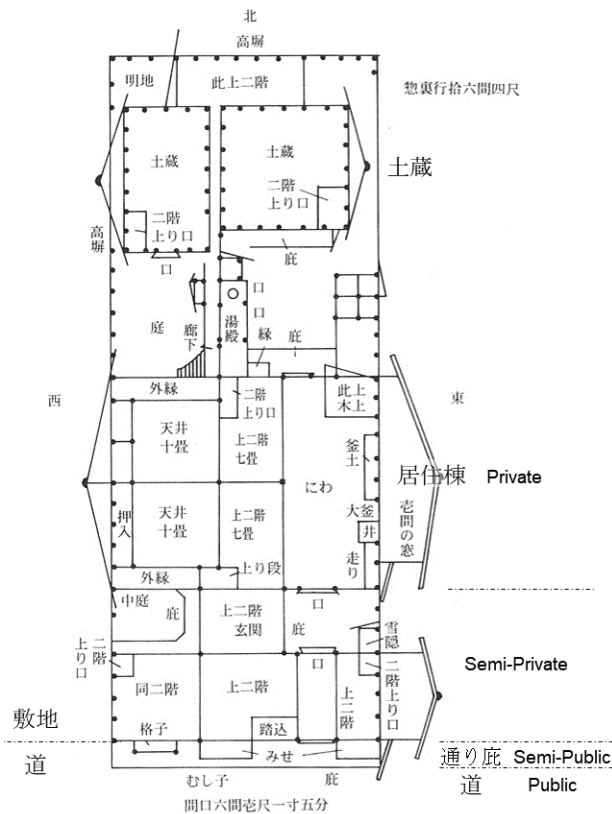 北
高塀
明地
此上二階
惣裏行拾六間四尺
土蔵
土蔵
土蔵
二階
上り口
二階
上り口
高塀
庇
口
庭
廊下
湯殿
口
口
縁
庇
外縁
二階
上り口
此上
木上
西
東
天井
十畳
上二階
七畳
釜土
居住棟 Private
にわ
押入
天井
十畳
上二階
七畳
大釜
井
壱間の窓
走り
外縁
上り段
口
中庭
庇
上二階
玄関
庇
雪隠
二階
上り口
口
Semi-Private
同二階
上二階
上二階
二階上り口
敷地
格子
踏込
みせ
道
通り庇 Semi-Public
道 Public
むし子
庇
間口六間壱尺一寸五分